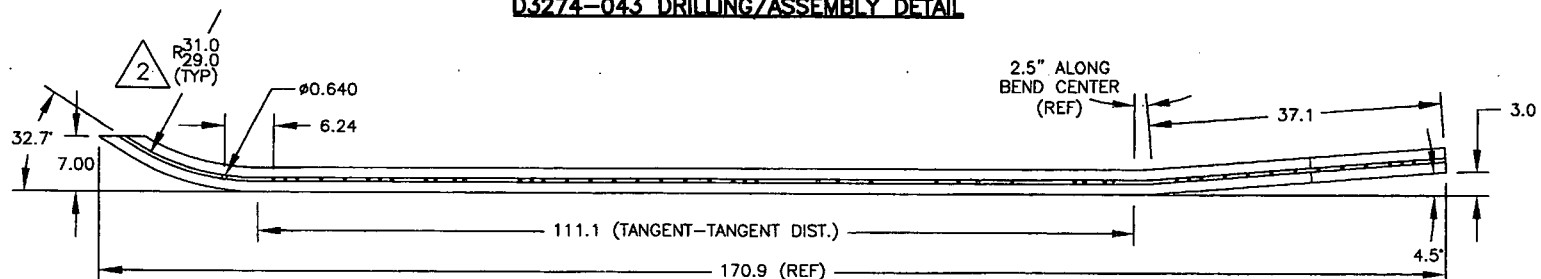 D3274-043 DRILLING/ASSEMBLY DETAIL
2
R31.0
29.0
(TYP)
ø0.640
6.24
32.7°
7.00
2.5" ALONG
BEND CENTER
(REF)
37.1
3.0
111.1 (TANGENT-TANGENT DIST.)
4.5°
170.9 (REF)